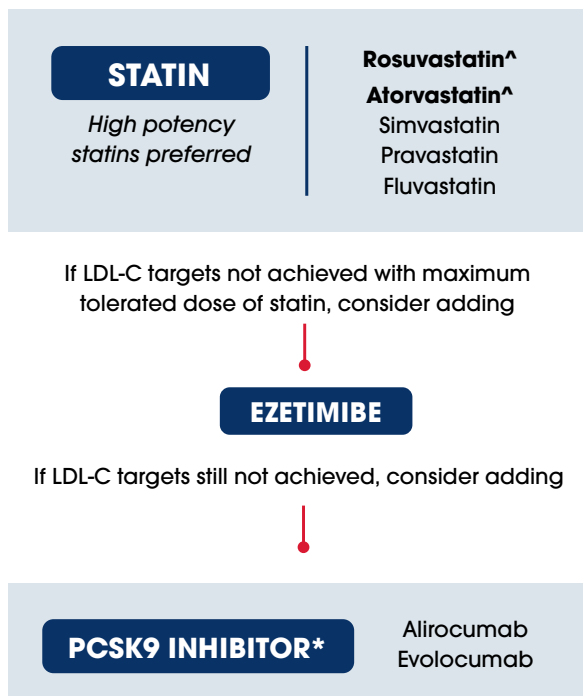 STATIN
High potency
statins preferred
Rosuvastatin^
Atorvastatin^
Simvastatin
Pravastatin
Fluvastatin
If LDL-C targets not achieved with maximum
tolerated dose of statin, consider adding
EZETIMIBE
If LDL-C targets still not achieved, consider adding
PCSK9 INHIBITOR*
Alirocumab
Evolocumab